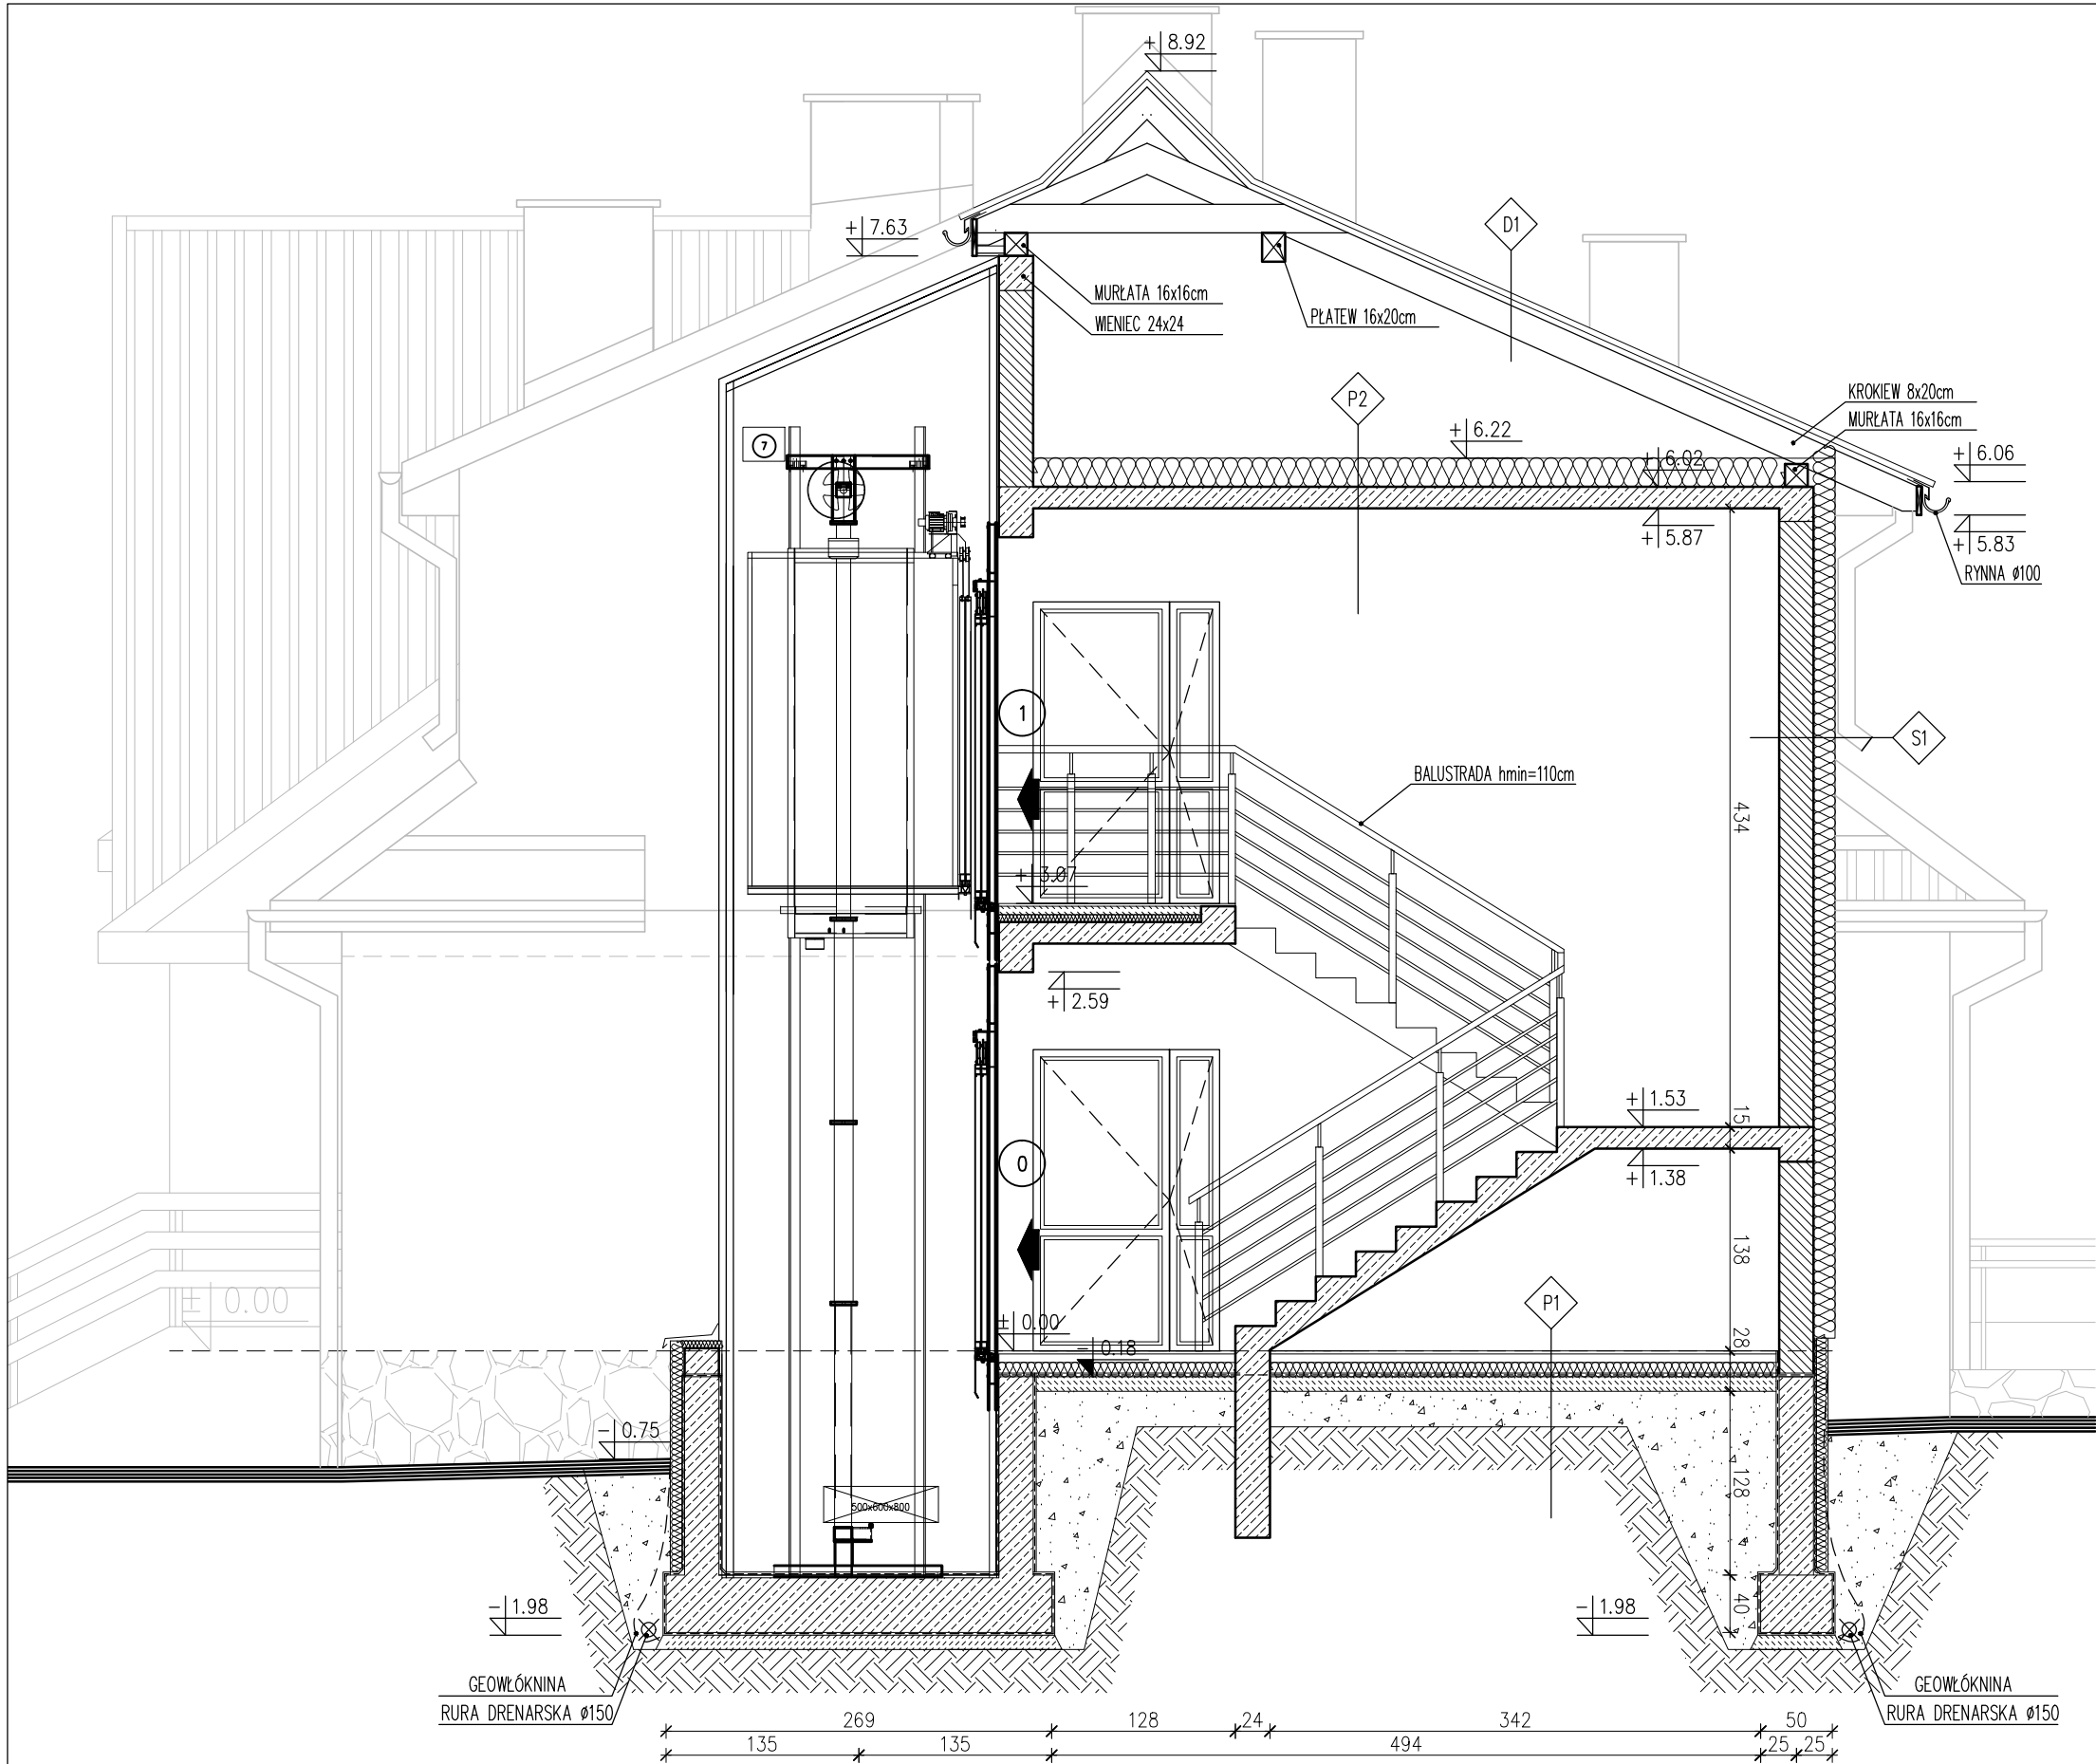 + 8.92
+ 7.63
D1
MURŁATA 16x16cm
WIENIEC 24x24
PŁATEW 16x20cm
P2
KROKIEW 8x20cm
MURŁATA 16x16cm
7
+ 6.22
+ 6.02
+ 6.06
+ 5.87
+ 5.83
RYNNA ø100
1
S1
BALUSTRADA hmin=110cm
434
+ 3.07
+ 2.59
+ 1.53
15
0
+ 1.38
138
± 0.00
± 0.00
P1
- 0.18
28
- 0.75
128
500x600x800
- 1.98
- 1.98
40
GEOWŁÓKNINA
RURA DRENARSKA ø150
GEOWŁÓKNINA
RURA DRENARSKA ø150
269 128 24 342 50
135 135 494 25 25